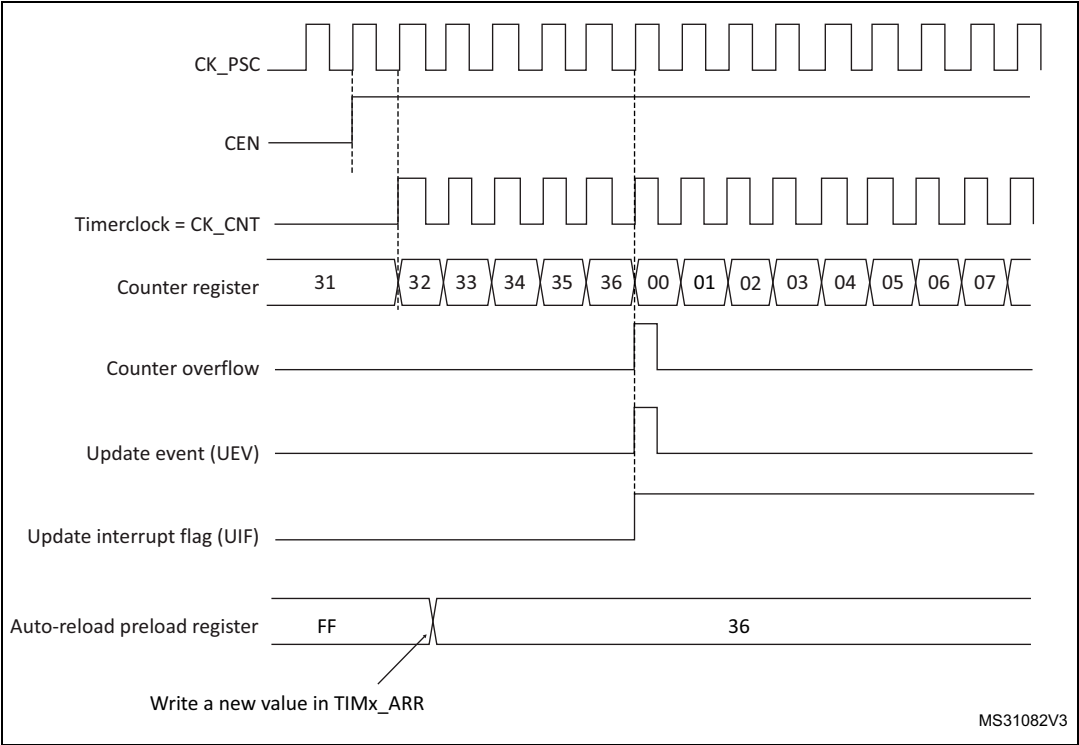 CK_PSC
CEN
Timerclock = CK_CNT
Counter register 31 32 33 34 35 36 00 01 02 03 04 05 06 07
Counter overflow
Update event (UEV)
Update interrupt flag (UIF)
Auto-reload preload register FF 36
Write a new value in TIMx_ARR
MS31082V3